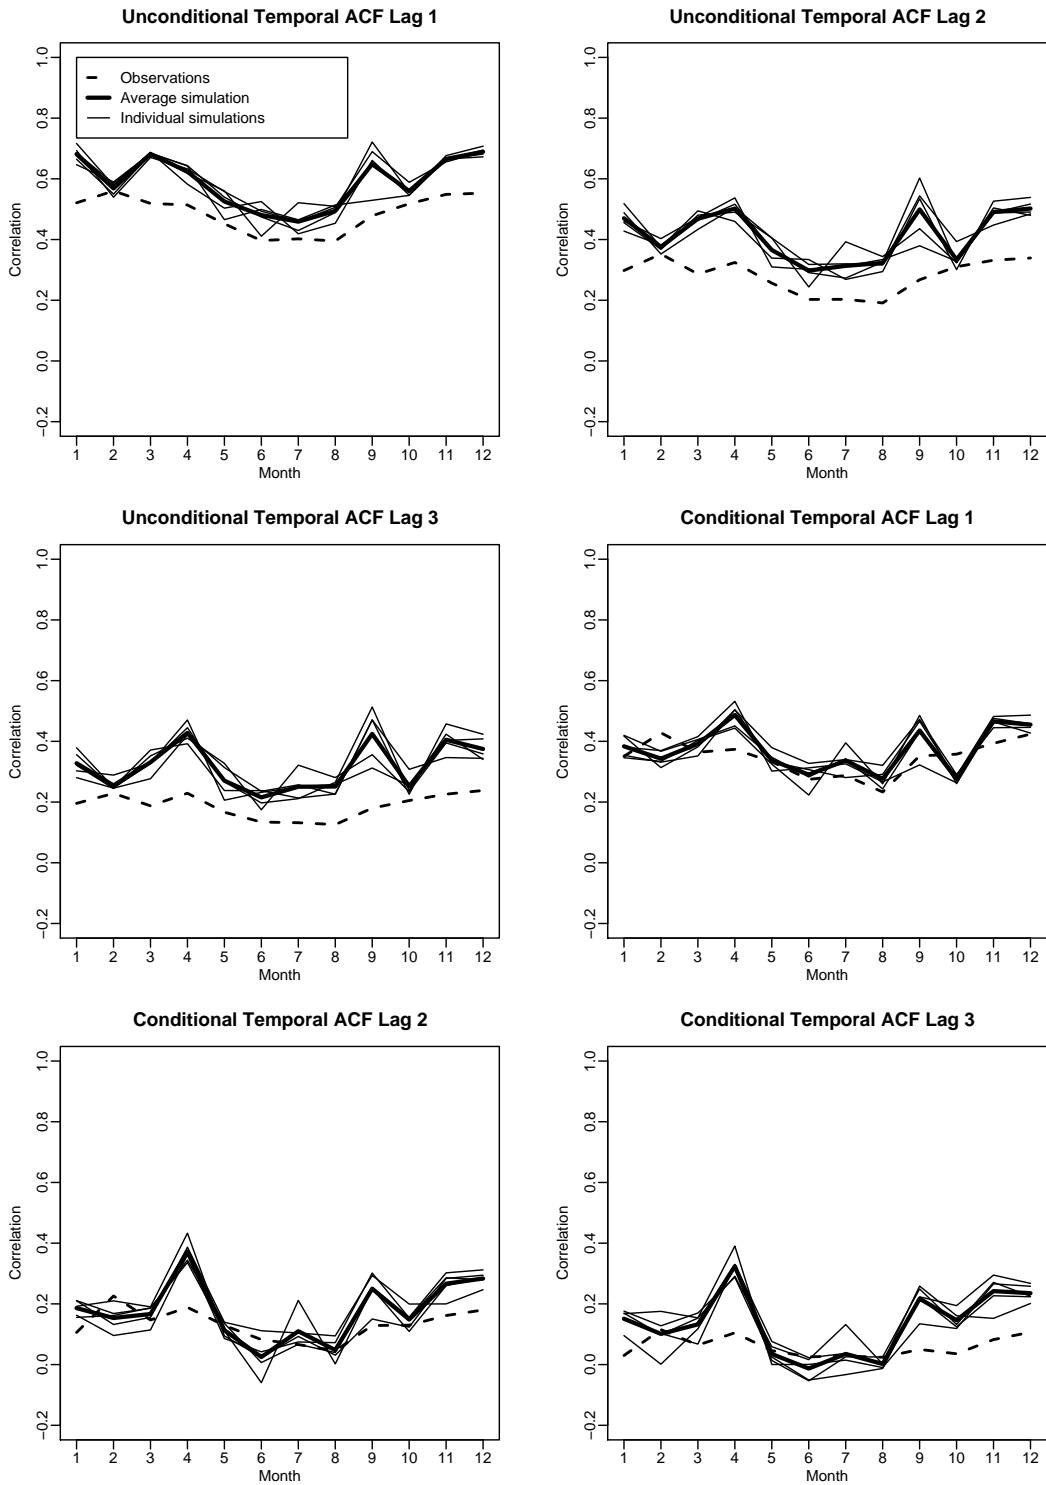 Unconditional Temporal ACF Lag 1
1.0
0.8
0.6
0.4
0.2
0.0
−0.2
Correlation
Observations
Average simulation
Individual simulations
1 2 3 4 5 6 7 8 9 10 11 12
Month
Unconditional Temporal ACF Lag 2
1.0
0.8
0.6
0.4
0.2
0.0
−0.2
Correlation
1 2 3 4 5 6 7 8 9 10 11 12
Month
Unconditional Temporal ACF Lag 3
1.0
0.8
0.6
0.4
0.2
0.0
−0.2
Correlation
1 2 3 4 5 6 7 8 9 10 11 12
Month
Conditional Temporal ACF Lag 1
1.0
0.8
0.6
0.4
0.2
0.0
−0.2
Correlation
1 2 3 4 5 6 7 8 9 10 11 12
Month
Conditional Temporal ACF Lag 2
1.0
0.8
0.6
0.4
0.2
0.0
−0.2
Correlation
1 2 3 4 5 6 7 8 9 10 11 12
Month
Conditional Temporal ACF Lag 3
1.0
0.8
0.6
0.4
0.2
0.0
−0.2
Correlation
1 2 3 4 5 6 7 8 9 10 11 12
Month